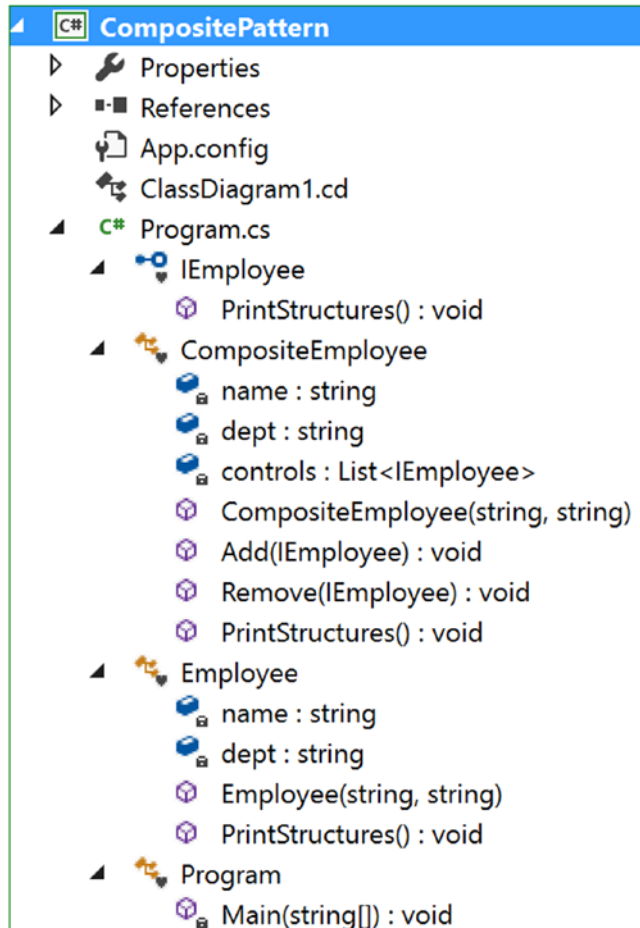 C# CompositePattern
Properties
References
App.config
ClassDiagram1.cd
C# Program.cs
IEmployee
PrintStructures() : void
CompositeEmployee
name : string
dept : string
controls : List<IEmployee>
CompositeEmployee(string, string)
Add(IEmployee) : void
Remove(IEmployee) : void
PrintStructures() : void
Employee
name : string
dept : string
Employee(string, string)
PrintStructures() : void
Program
Main(string[]) : void